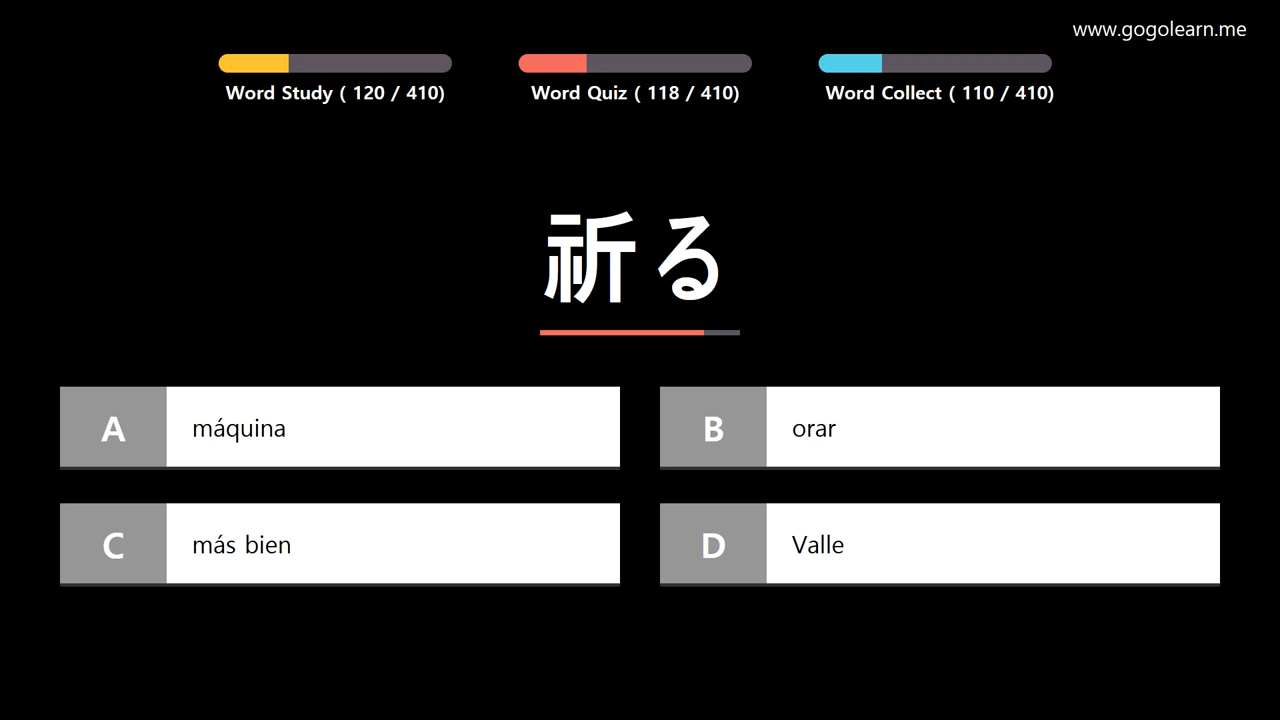 www.gogolearn.me
Word Study ( 120 / 410)
Word Quiz ( 118 / 410)
Word Collect ( 110 / 410)
祈る
A máquina
B orar
C más bien
D Valle